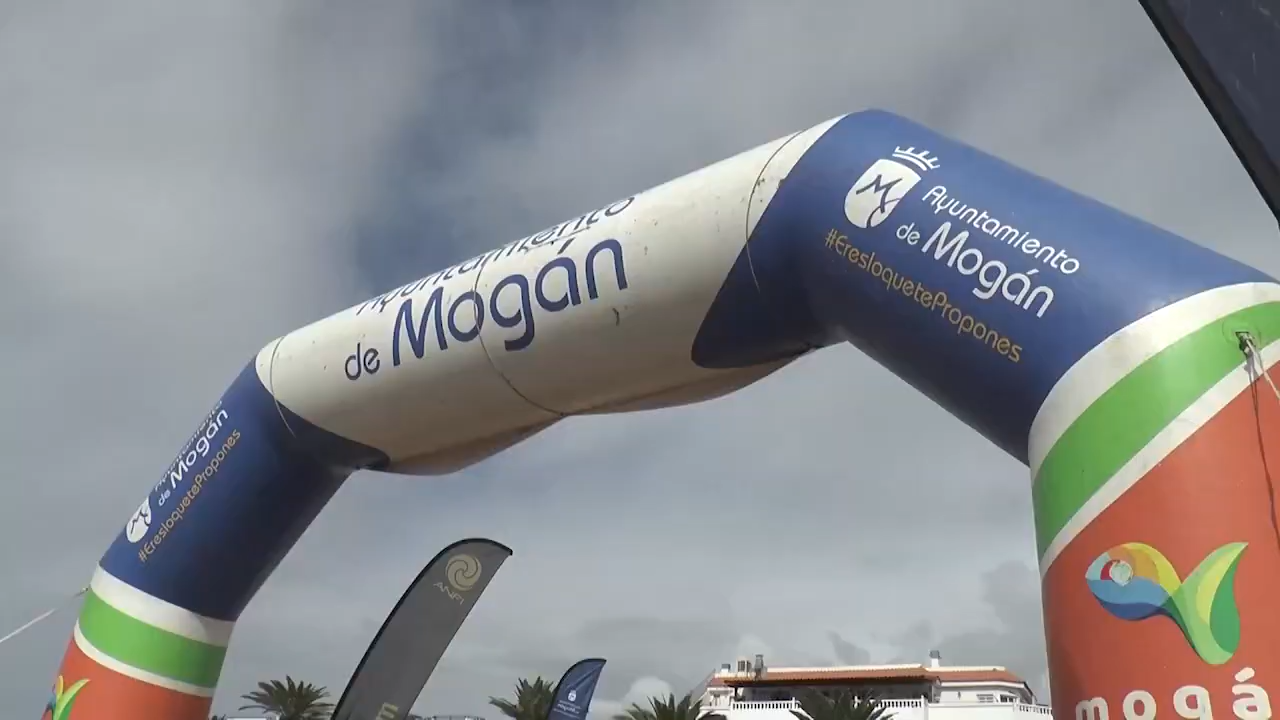 Ayuntamiento
de Mogán
Ayuntamiento
de Mogán
#EresloquetePropones
Ayuntamiento
de Mogán
#EresloquetePropones
ANFI
mogá